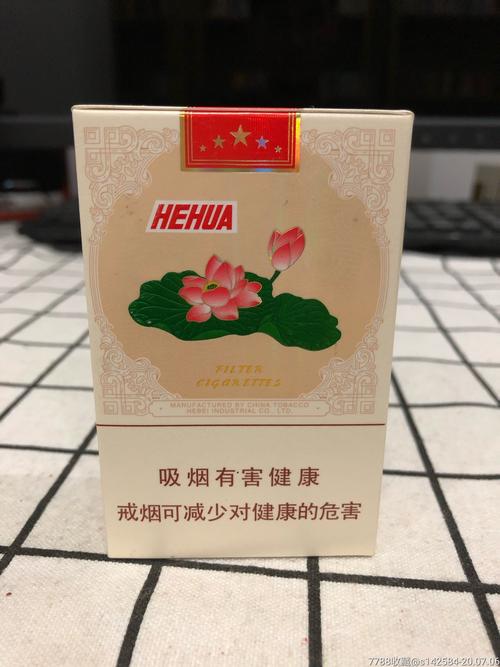 HEHUA
FILTER
CIGARETTES
MANUFACTURED BY CHINA TOBACCO
HEBEI INDUSTRIAL CO., LTD.
吸烟有害健康
戒烟可减少对健康的危害
7788收藏@s142584-20.07.06